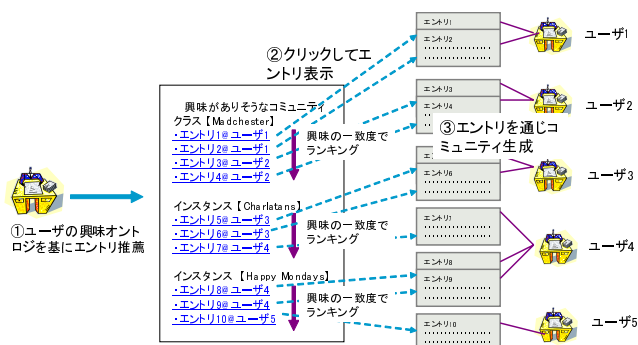 ②クリックしてエ
ントリ表示
興味がありそうなコミュニティ
クラス【Madchester】
・エントリ1@ユーザ1
・エントリ2@ユーザ1
・エントリ3@ユーザ2
・エントリ4@ユーザ2
興味の一致度で
ランキング
インスタンス【Charlatans】
・エントリ5@ユーザ3
・エントリ6@ユーザ3
・エントリ7@ユーザ4
興味の一致度で
ランキング
インスタンス【Happy Mondays】
・エントリ8@ユーザ4
・エントリ9@ユーザ4
・エントリ10@ユーザ5
興味の一致度で
ランキング
①ユーザの興味オント
ロジを基にエントリ推薦
エントリ1
エントリ2
ユーザ1
エントリ3
エントリ4
ユーザ2
③エントリを通じコ
ミュニティ生成
エントリ6
ユーザ3
エントリ7
ユーザ4
エントリ8
エントリ9
エントリ10
ユーザ5